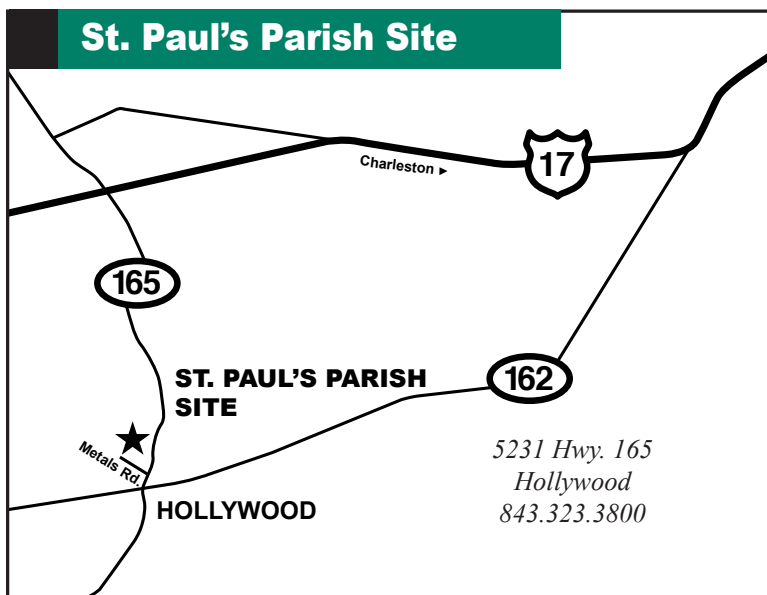 St. Paul's Parish Site
Charleston ►
17
165
ST. PAUL’S PARISH
SITE
162
Metals Rd.
HOLLYWOOD
5231 Hwy. 165
Hollywood
843.323.3800